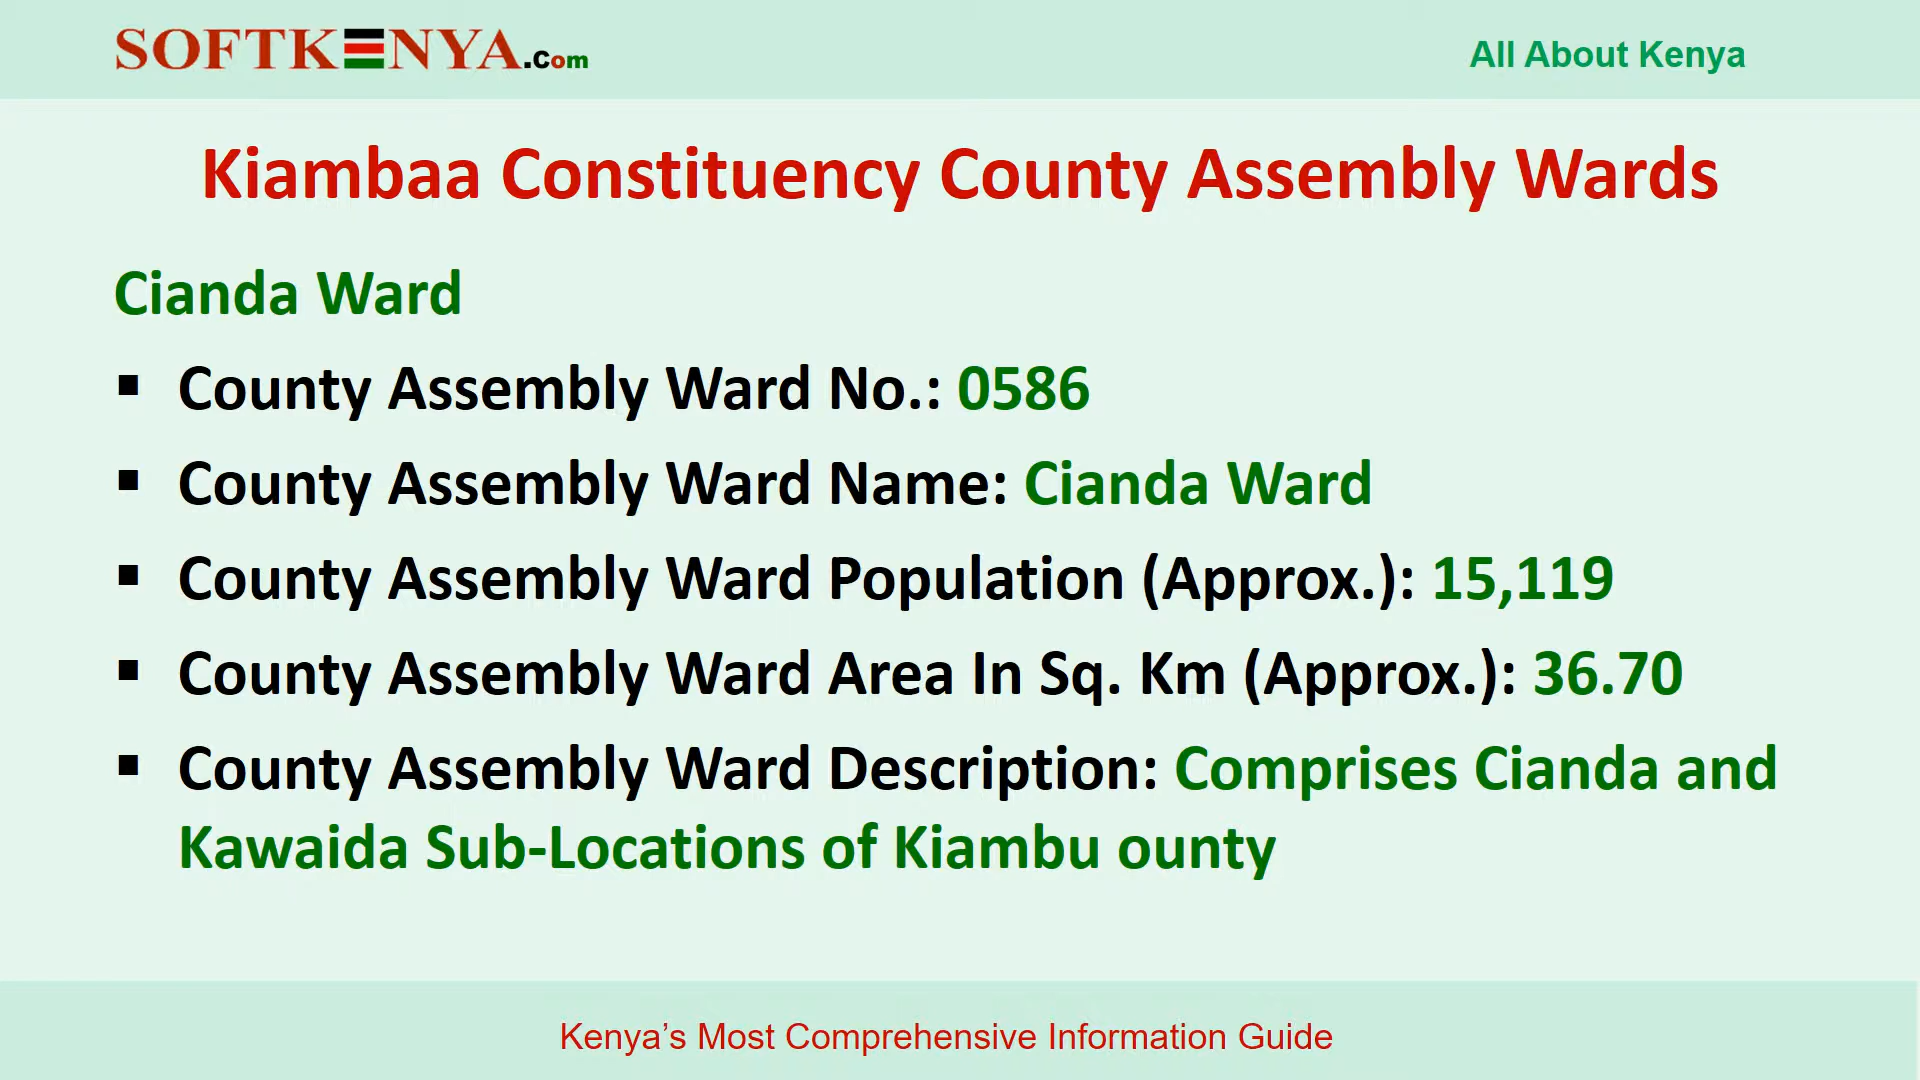 SOFTKENYA.Com
All About Kenya
Kiambaa Constituency County Assembly Wards
Cianda Ward
▪ County Assembly Ward No.: 0586
▪ County Assembly Ward Name: Cianda Ward
▪ County Assembly Ward Population (Approx.): 15,119
▪ County Assembly Ward Area In Sq. Km (Approx.): 36.70
▪ County Assembly Ward Description: Comprises Cianda and
Kawaida Sub-Locations of Kiambu ounty
Kenya’s Most Comprehensive Information Guide